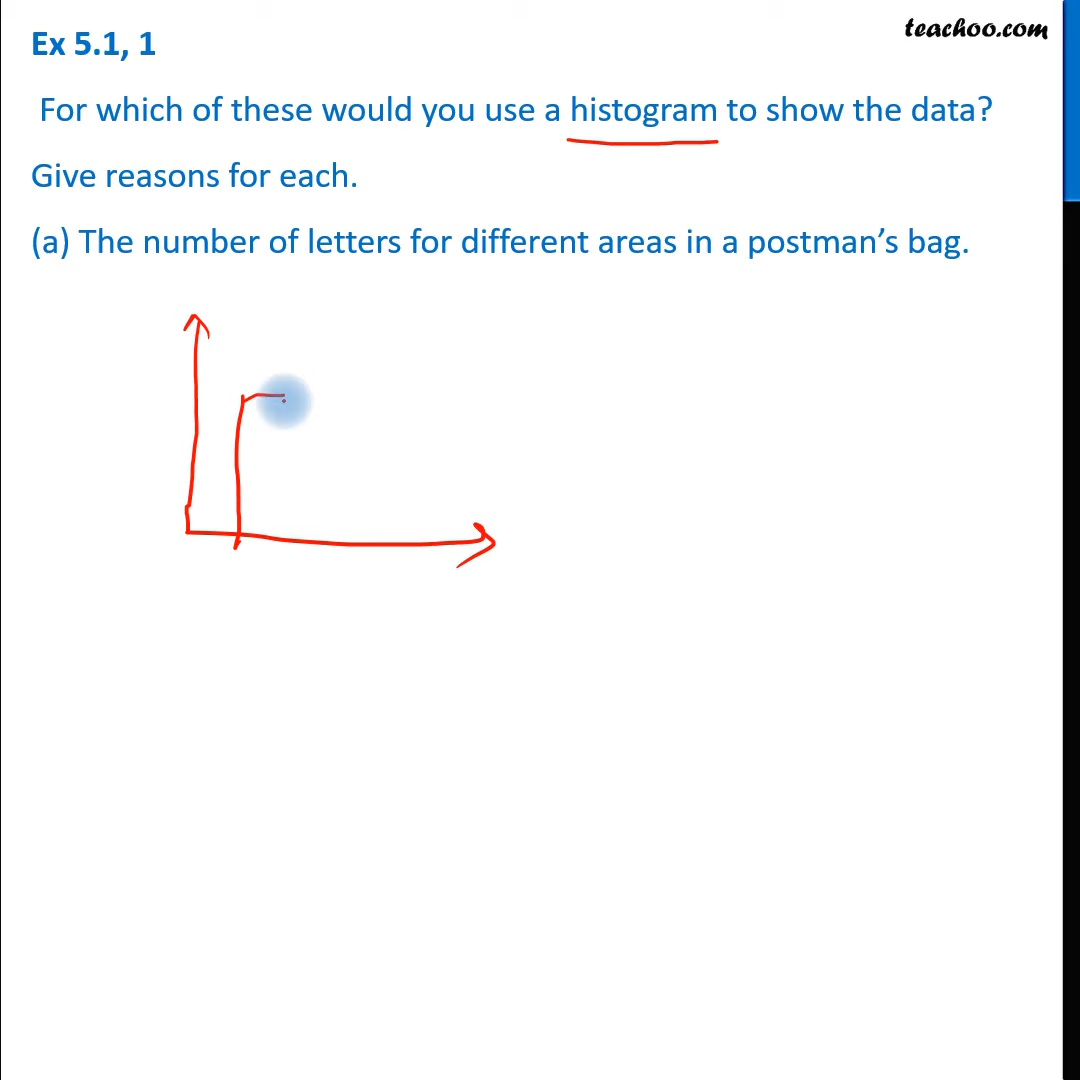 teachoo.com
Ex 5.1, 1
For which of these would you use a histogram to show the data?
Give reasons for each.
(a) The number of letters for different areas in a postman’s bag.